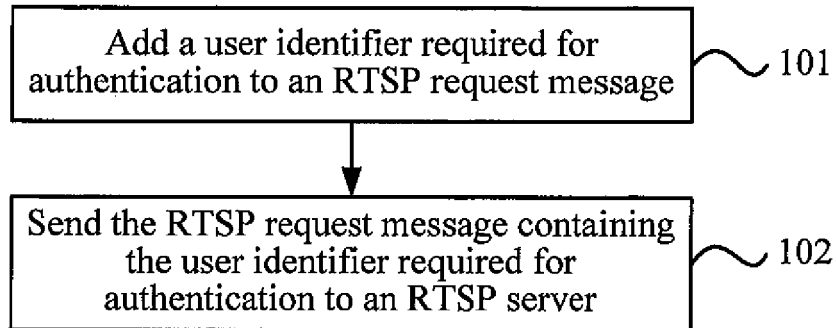 Add a user identifier required for
authentication to an RTSP request message
101
Send the RTSP request message containing
the user identifier required for
authentication to an RTSP server
102